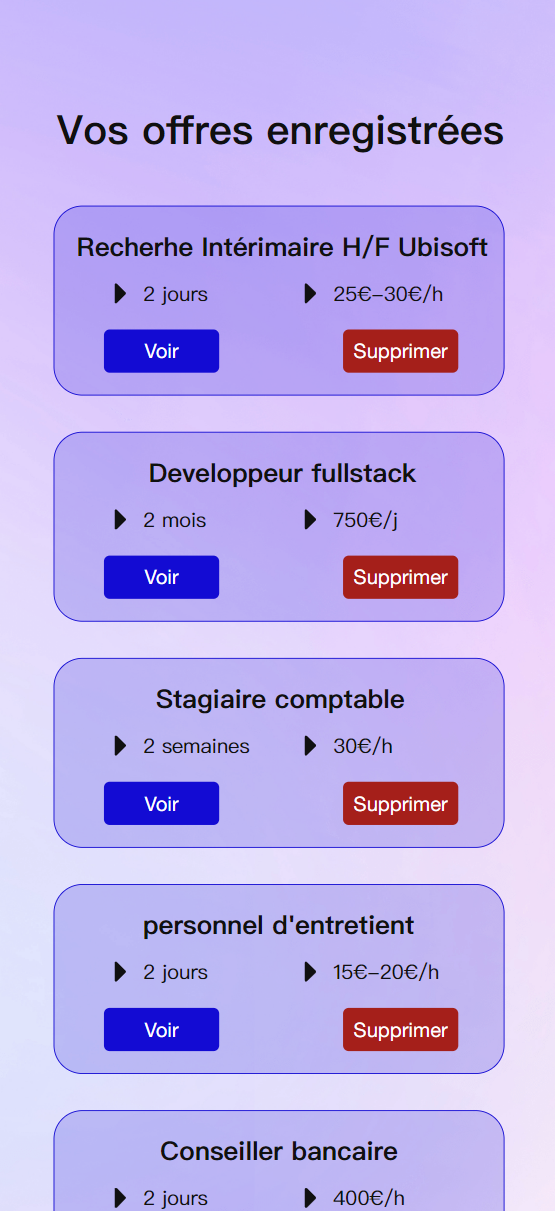 Vos offres enregistrées
Recherhe Intérimaire H/F Ubisoft
2 jours 25€–30€/h
Voir Supprimer
Developpeur fullstack
2 mois 750€/j
Voir Supprimer
Stagiaire comptable
2 semaines 30€/h
Voir Supprimer
personnel d'entretient
2 jours 15€–20€/h
Voir Supprimer
Conseiller bancaire
2 jours 400€/h